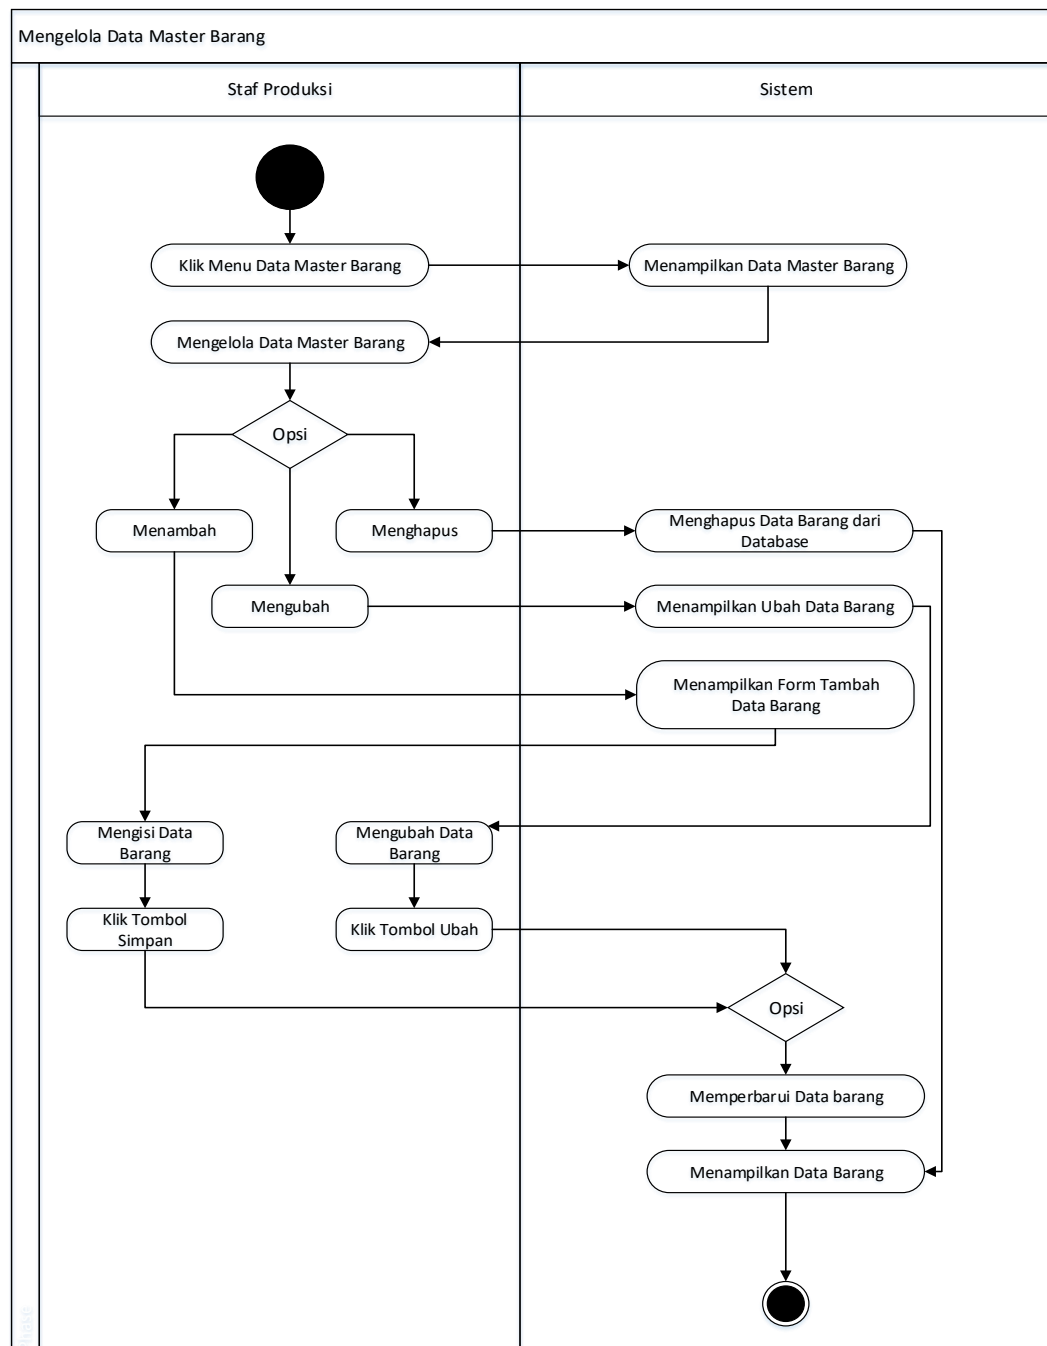 Mengelola Data Master Barang
Staf Produksi
Sistem
Klik Menu Data Master Barang
Menampilkan Data Master Barang
Mengelola Data Master Barang
Opsi
Menambah
Menghapus
Menghapus Data Barang dari
Database
Mengubah
Menampilkan Ubah Data Barang
Menampilkan Form Tambah
Data Barang
Mengisi Data
Barang
Mengubah Data
Barang
Klik Tombol
Simpan
Klik Tombol Ubah
Opsi
Memperbarui Data barang
Menampilkan Data Barang
Phase